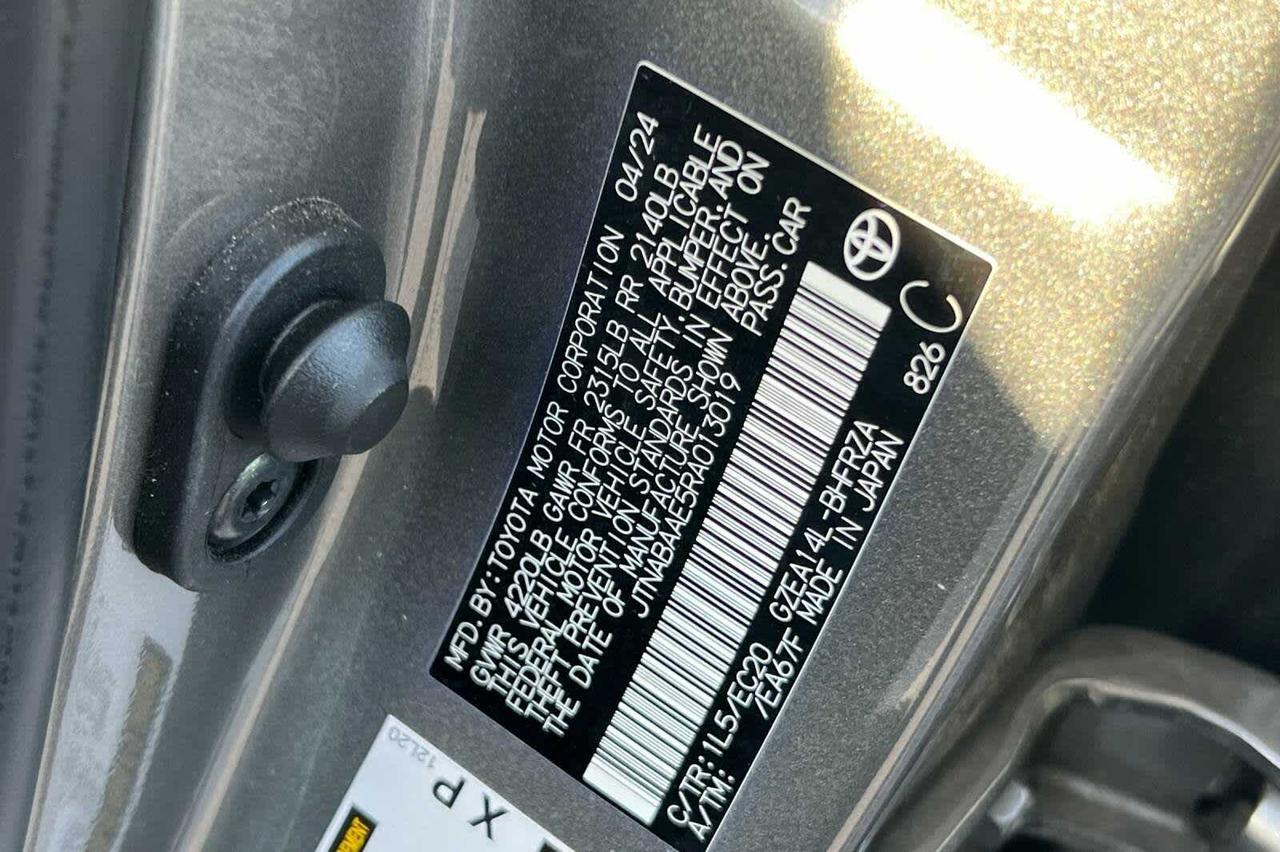 MFD. BY: TOYOTA MOTOR CORPORATION 04/24
GVWR 4220LB GAWR FR 2315LB RR 2140LB
THIS VEHICLE CONFORMS TO ALL APPLICABLE
FEDERAL MOTOR VEHICLE SAFETY, BUMPER, AND
THEFT PREVENTION STANDARDS IN EFFECT ON
THE DATE OF MANUFACTURE SHOWN ABOVE.
JTNABAAE5RA013019 PASS. CAR
C/TR: 1L5/EC20 GZEA14L-BHFRZA 826 C
A/TM: /EA67F MADE IN JAPAN
12L20
X P